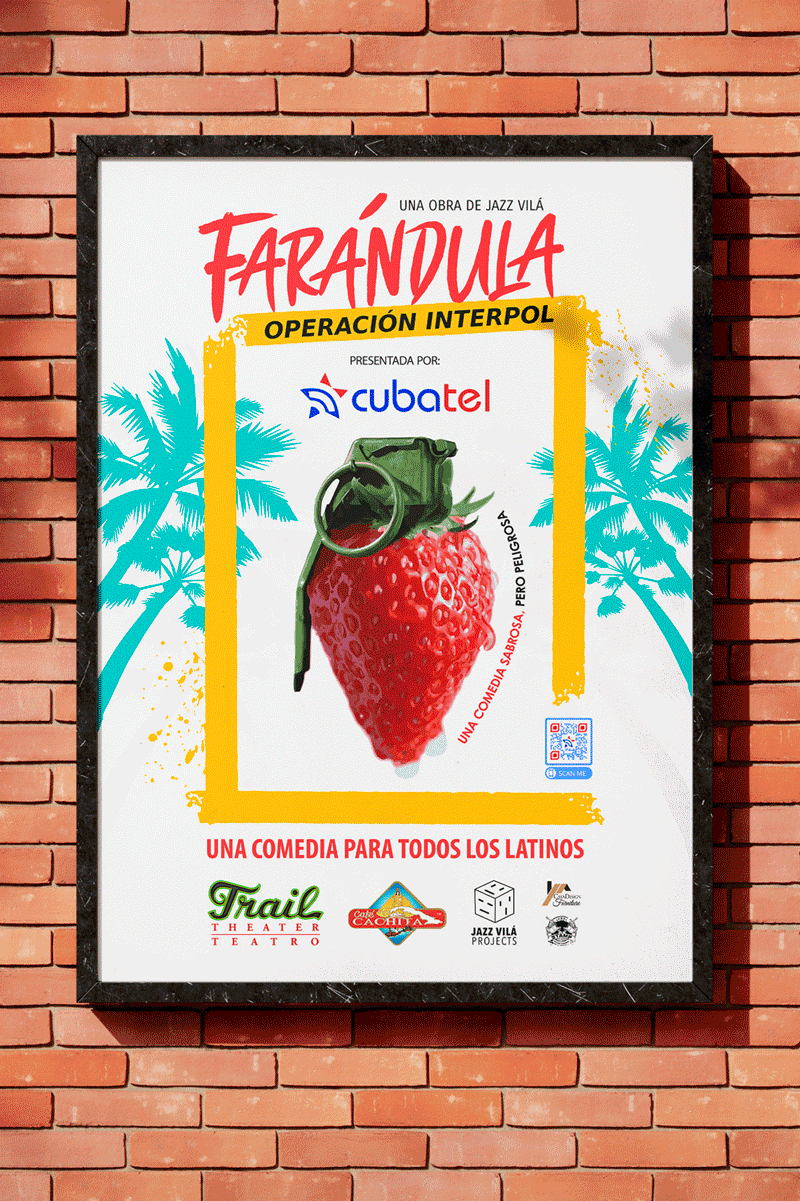 UNA OBRA DE JAZZ VILÁ
FARÁNDULA
OPERACIÓN INTERPOL
PRESENTADA POR:
cubatel
UNA COMEDIA SABROSA, PERO PELIGROSA
SCAN ME
UNA COMEDIA PARA TODOS LOS LATINOS
Trail
THEATER
TEATRO
Café
CACHITA
JAZZ VILÁ
PROJECTS
Furniture